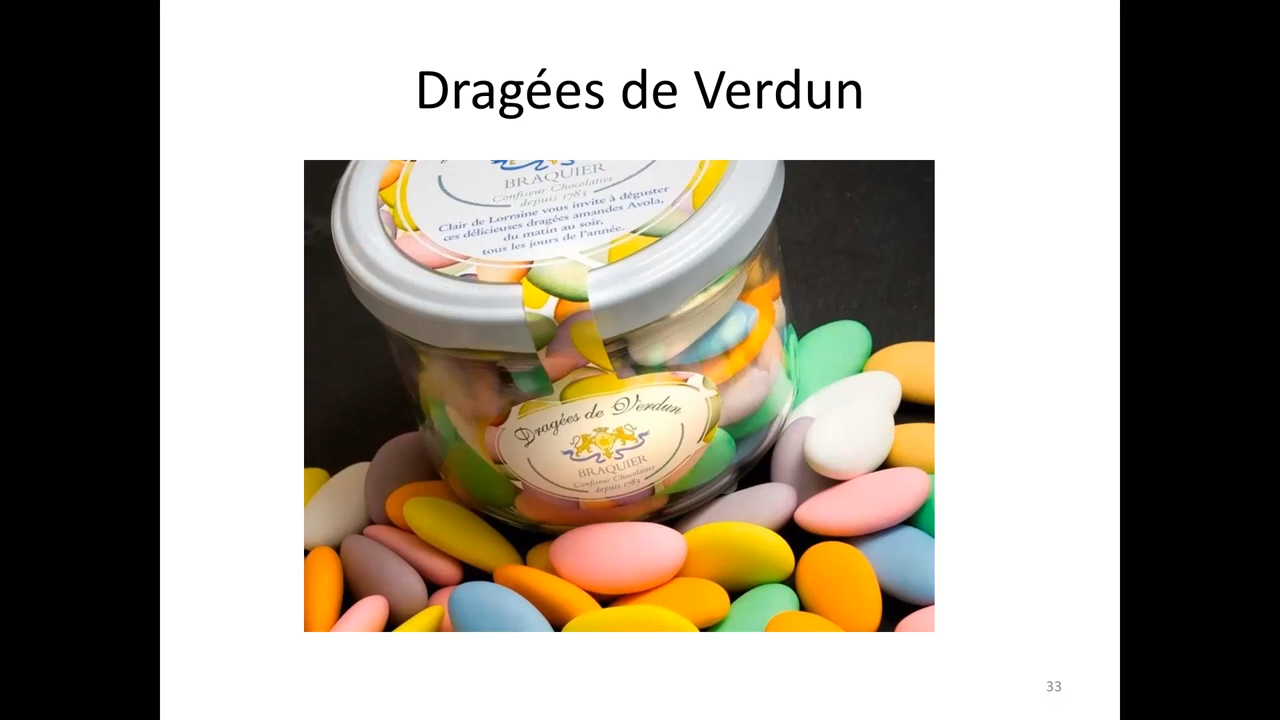 Dragées de Verdun
BRAQUIER
Confiseur Chocolatier
depuis 1783
Clair de Lorraine vous invite à déguster
ces délicieuses dragées amandes Avola,
du matin au soir,
tous les jours de l'année.
Dragées de Verdun
BRAQUIER
Confiseur Chocolatier
depuis 1783
33